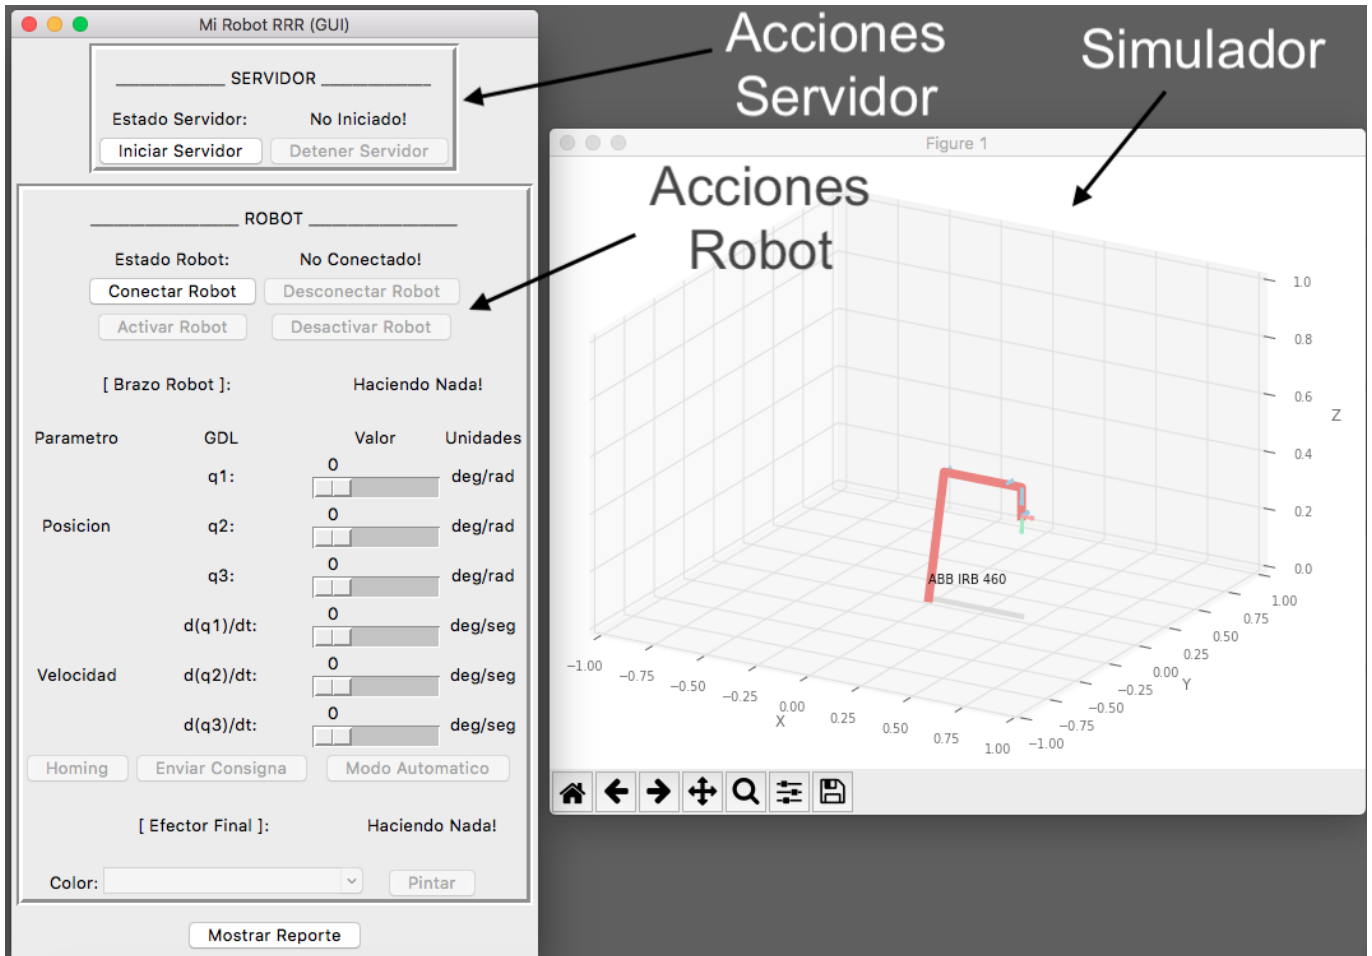 Mi Robot RRR (GUI)
Acciones
Servidor
Simulador
____________ SERVIDOR ____________
Estado Servidor: No Iniciado!
Iniciar Servidor Detener Servidor
Figure 1
Acciones
Robot
________________ ROBOT ________________
Estado Robot: No Conectado!
Conectar Robot Desconectar Robot
Activar Robot Desactivar Robot
[ Brazo Robot ]: Haciendo Nada!
Parametro GDL Valor Unidades
0
q1: deg/rad
0
Posicion q2: deg/rad
0
q3: deg/rad
0
d(q1)/dt: deg/seg
0
Velocidad d(q2)/dt: deg/seg
0
d(q3)/dt: deg/seg
Homing Enviar Consigna Modo Automatico
[ Efector Final ]: Haciendo Nada!
Color: Pintar
Mostrar Reporte
1.0
0.8
0.6
Z
0.4
0.2
0.0
ABB IRB 460
1.00
0.75
0.50
0.25
0.00
Y
−0.25
−0.50
−0.75
−1.00
−1.00
−0.75
−0.50
−0.25
0.00
X
0.25
0.50
0.75
1.00